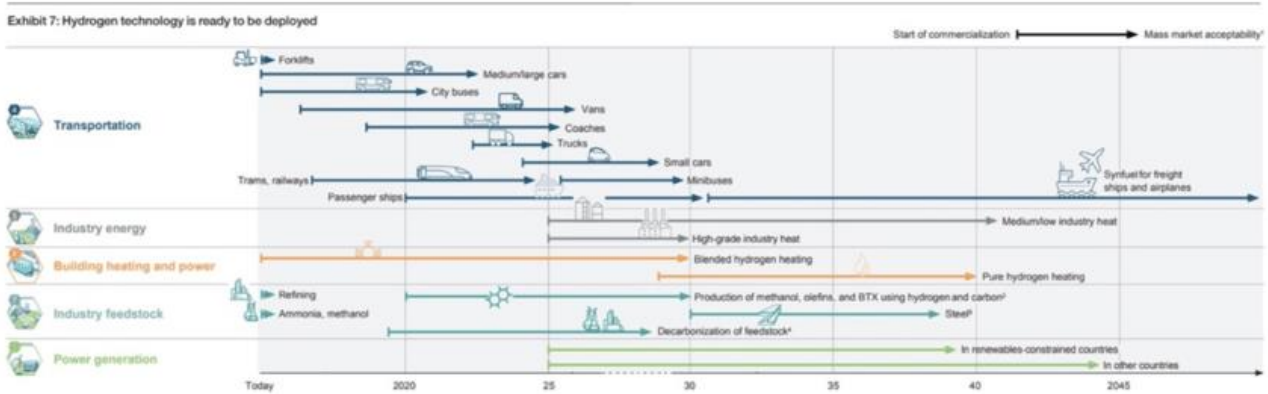 Exhibit 7: Hydrogen technology is ready to be deployed
Start of commercialization
Mass market acceptability¹
Transportation
Forklifts
Medium/large cars
City buses
Vans
Coaches
Trucks
Small cars
Trams, railways
Minibuses
Synfuel for freight
ships and airplanes
Passenger ships
Industry energy
Medium/low industry heat
High-grade industry heat
Building heating and power
Blended hydrogen heating
Pure hydrogen heating
Industry feedstock
Refining
Production of methanol, olefins, and BTX using hydrogen and carbon²
Ammonia, methanol
Steel³
Decarbonization of feedstock⁴
Power generation
In renewables-constrained countries
In other countries
Today 2020 25 30 35 40 2045